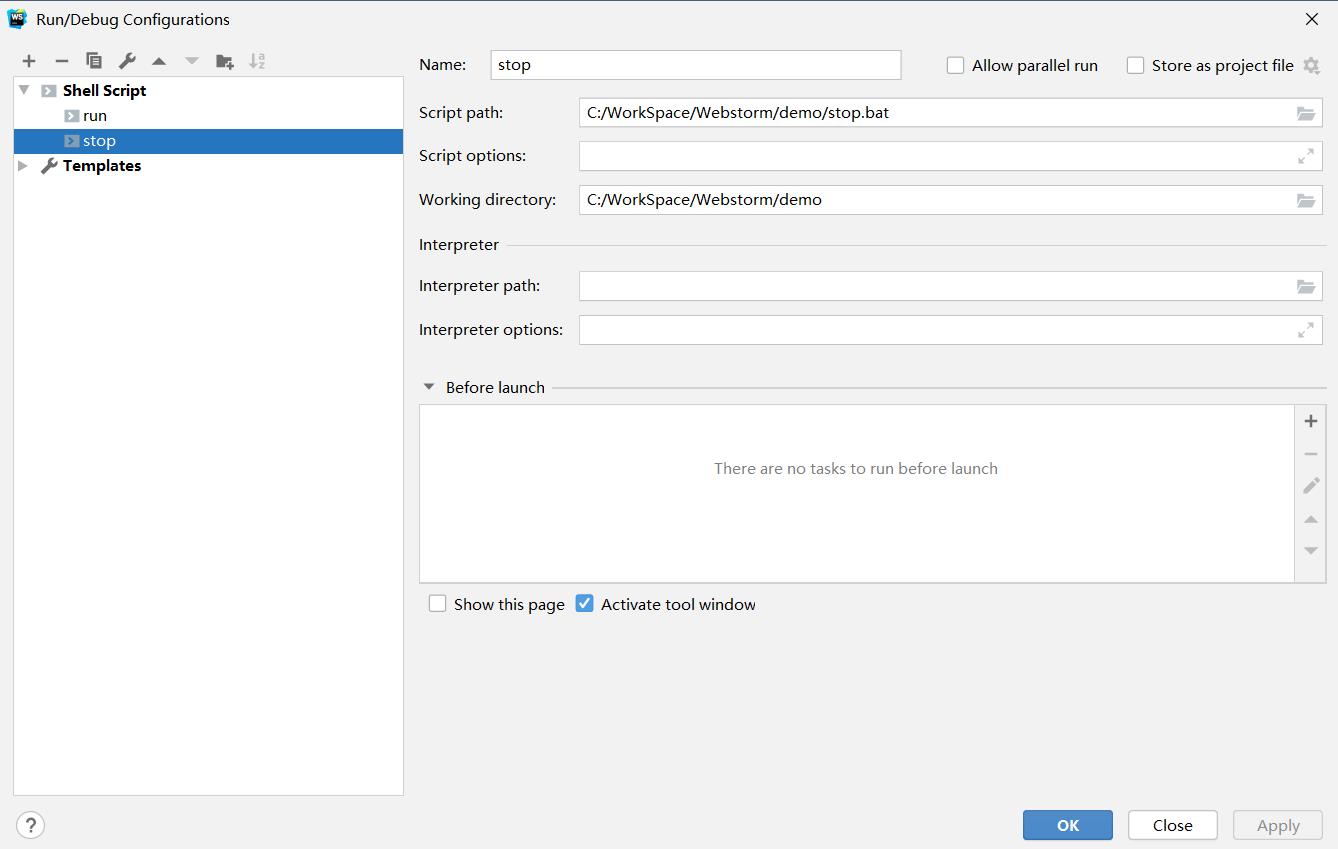 WS
Run/Debug Configurations
Shell Script
run
stop
Templates
Name: stop
Allow parallel run
Store as project file
Script path: C:/WorkSpace/Webstorm/demo/stop.bat
Script options:
Working directory: C:/WorkSpace/Webstorm/demo
Interpreter
Interpreter path:
Interpreter options:
Before launch
There are no tasks to run before launch
Show this page
Activate tool window
?
OK
Close
Apply